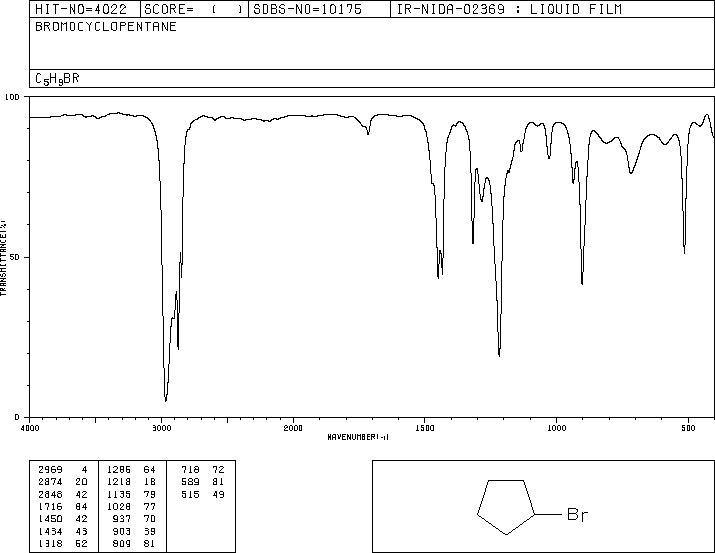 HIT-NO=4022 SCORE= ( ) SDBS-NO=10175 IR-NIDA-02369 : LIQUID FILM
BROMOCYCLOPENTANE
C5H9BR
100
50
0
TRANSMITTANCE(%)
4000 3000 2000 1500 1000 500
WAVENUMBER(-1)
2969 4 1286 64 718 72
2874 20 1218 18 589 81
2848 42 1135 79 515 49
1716 84 1028 77
1450 42 937 70
1434 43 903 39
1318 52 809 81
Br